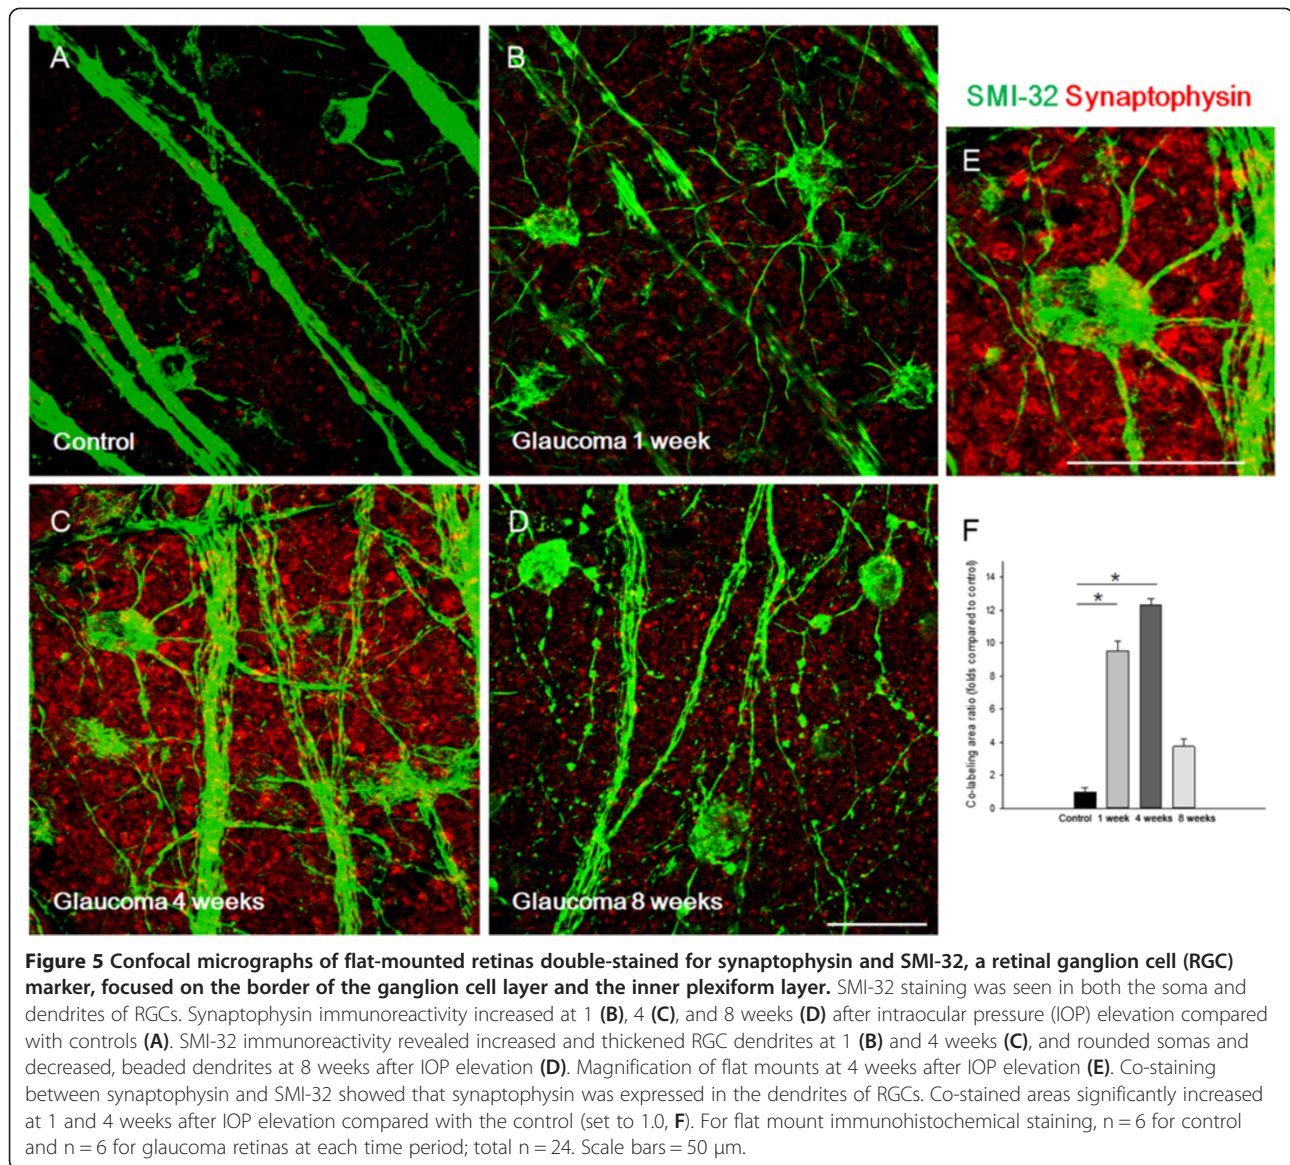 A
Control
B
Glaucoma 1 week
SMI-32 Synaptophysin
E
C
Glaucoma 4 weeks
D
Glaucoma 8 weeks
F
Co-labeling area ratio (folds compared to control)
14
12
10
8
6
4
2
0
*
*
Control 1 week 4 weeks 8 weeks
Figure 5 Confocal micrographs of flat-mounted retinas double-stained for synaptophysin and SMI-32, a retinal ganglion cell (RGC)
marker, focused on the border of the ganglion cell layer and the inner plexiform layer. SMI-32 staining was seen in both the soma and
dendrites of RGCs. Synaptophysin immunoreactivity increased at 1 (B), 4 (C), and 8 weeks (D) after intraocular pressure (IOP) elevation compared
with controls (A). SMI-32 immunoreactivity revealed increased and thickened RGC dendrites at 1 (B) and 4 weeks (C), and rounded somas and
decreased, beaded dendrites at 8 weeks after IOP elevation (D). Magnification of flat mounts at 4 weeks after IOP elevation (E). Co-staining
between synaptophysin and SMI-32 showed that synaptophysin was expressed in the dendrites of RGCs. Co-stained areas significantly increased
at 1 and 4 weeks after IOP elevation compared with the control (set to 1.0, F). For flat mount immunohistochemical staining, n = 6 for control
and n = 6 for glaucoma retinas at each time period; total n = 24. Scale bars = 50 μm.